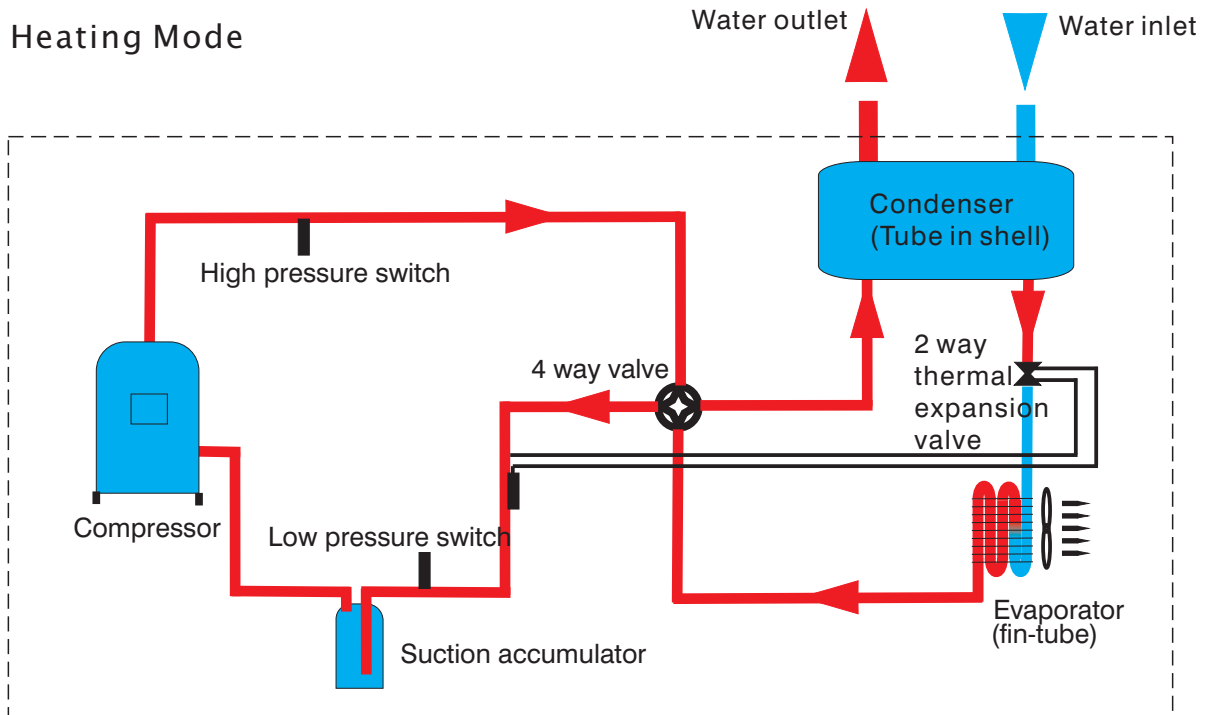 Heating Mode
Water outlet
Water inlet
Condenser
(Tube in shell)
High pressure switch
4 way valve
2 way
thermal
expansion
valve
Compressor
Low pressure switch
Evaporator
(fin-tube)
Suction accumulator